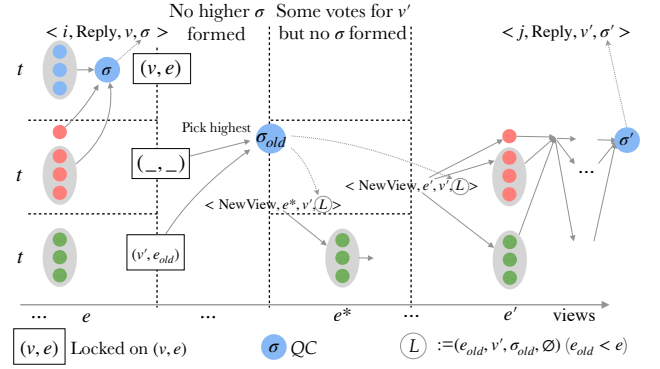 No higher σ
formed
Some votes for v′
but no σ formed
< i, Reply, v, σ >
< j, Reply, v′, σ′ >
t
σ
(v, e)
σ′
Pick highest
σ_old
t
(_, _)
< NewView, e′, v′, L >
< NewView, e*, v′, L >
t
(v′, e_old)
... e ... e* ... e′ views
...
(v, e) Locked on (v, e)
σ QC
L :=(e_old, v′, σ_old, ∅) (e_old < e)